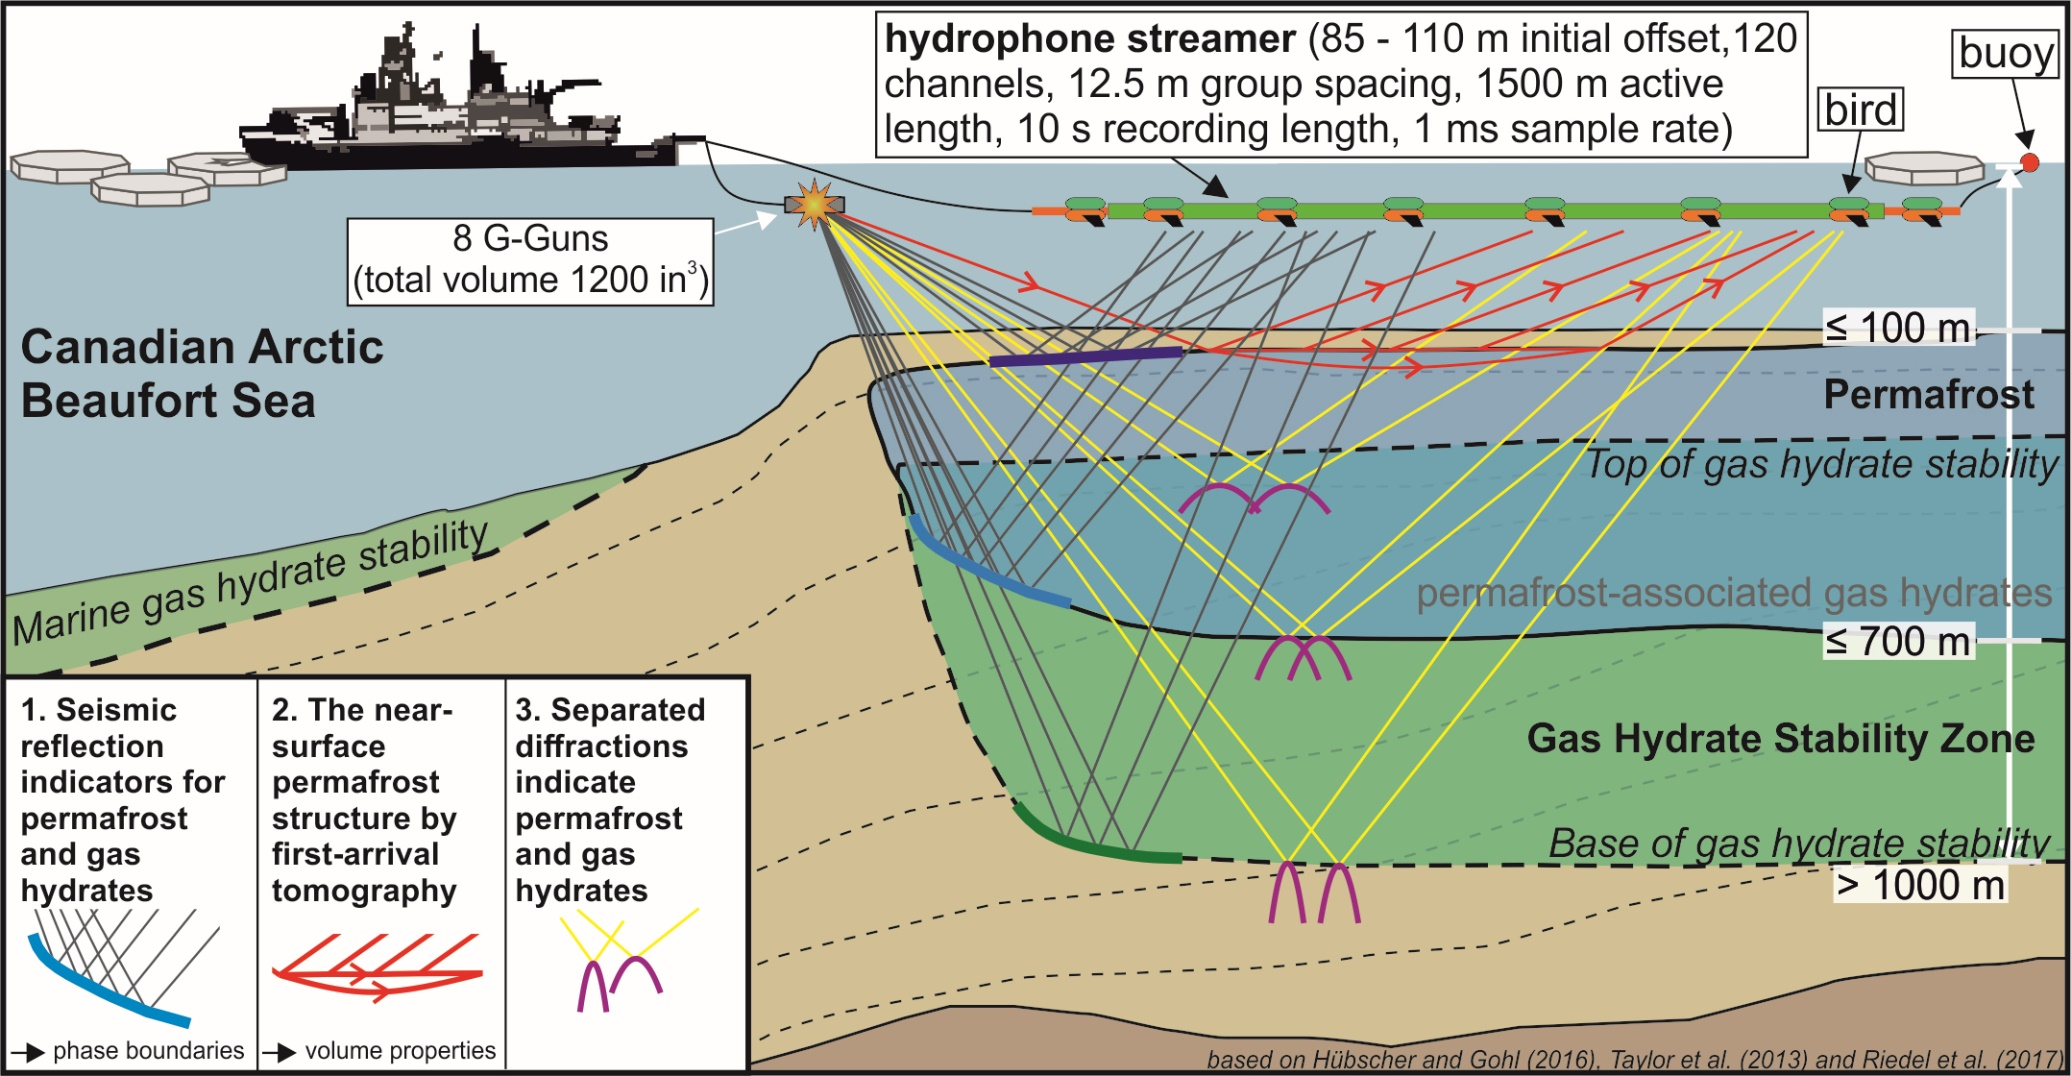 hydrophone streamer (85 - 110 m initial offset,120
channels, 12.5 m group spacing, 1500 m active
length, 10 s recording length, 1 ms sample rate)
buoy
bird
8 G-Guns
(total volume 1200 in³)
Canadian Arctic
Beaufort Sea
≤ 100 m
Permafrost
Top of gas hydrate stability
Marine gas hydrate stability
permafrost-associated gas hydrates
≤ 700 m
Gas Hydrate Stability Zone
Base of gas hydrate stability
> 1000 m
1. Seismic
reflection
indicators for
permafrost
and gas
hydrates
→ phase boundaries
2. The near-
surface
permafrost
structure by
first-arrival
tomography
→ volume properties
3. Separated
diffractions
indicate
permafrost
and gas
hydrates
based on Hübscher and Gohl (2016), Taylor et al. (2013) and Riedel et al. (2017)